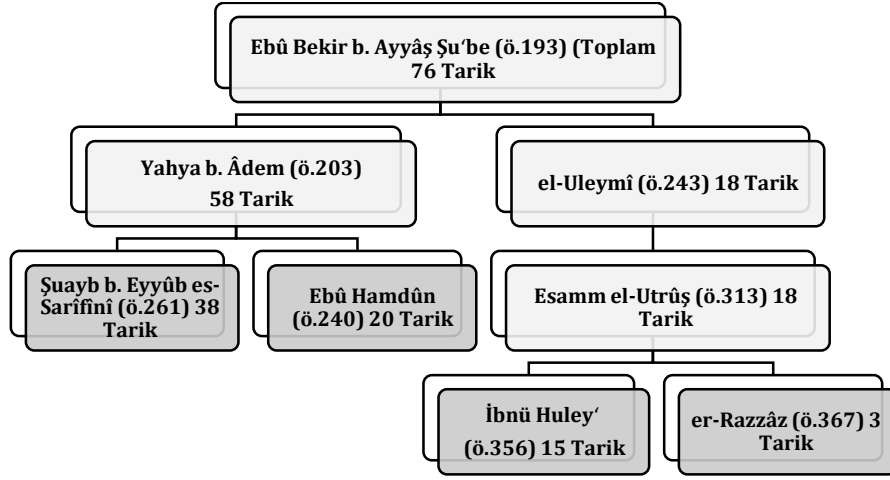 Ebû Bekir b. Ayyâş Şu‘be (ö.193) (Toplam
76 Tarik
Yahya b. Âdem (ö.203)
58 Tarik
el-Uleymî (ö.243) 18 Tarik
Şuayb b. Eyyûb es-
Sarîfînî (ö.261) 38
Tarik
Ebû Hamdûn
(ö.240) 20 Tarik
Esamm el-Utrûş (ö.313) 18
Tarik
İbnü Huley‘
(ö.356) 15 Tarik
er-Razzâz (ö.367) 3
Tarik